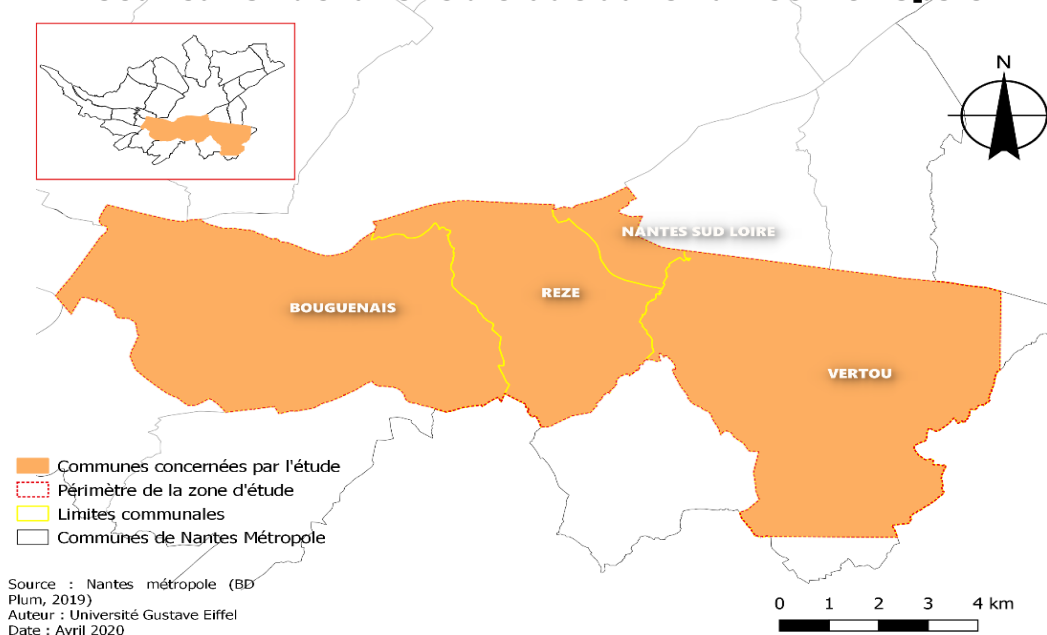 N
NANTES SUD LOIRE
REZE
BOUGUENAIS
VERTOU
Communes concernées par l'étude
Périmètre de la zone d'étude
Limites communales
Communes de Nantes Métropole
Source : Nantes métropole (BD
Plum, 2019)
Auteur : Université Gustave Eiffel
Date : Avril 2020
0 1 2 3 4 km